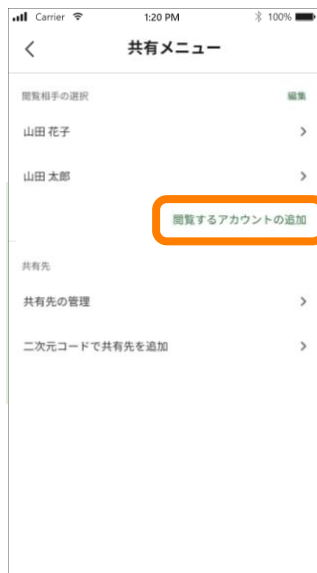 Carrier 1:20 PM 100%
共有メニュー
閲覧相手の選択 編集
山田 花子
山田 太郎
閲覧するアカウントの追加
共有先
共有先の管理
二次元コードで共有先を追加